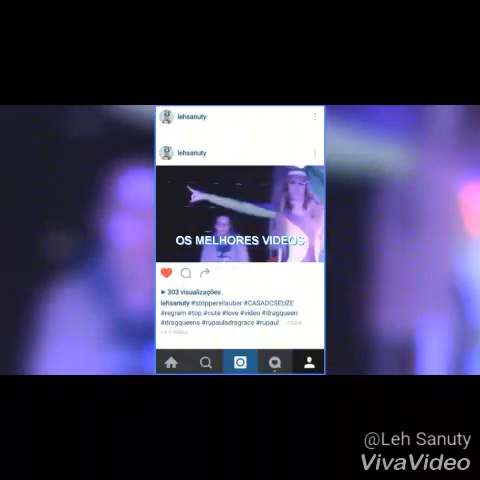 lehsanuty
lehsanuty
OS MELHORES VIDEOS
303 visualizações
lehsanuty #stripperellauber #CASADOSEUZE
#regram #top #cute #love #video #dragqueen
#dragqueens #rupaulsdragrace #rupaul ...
@Leh Sanuty
VivaVideo